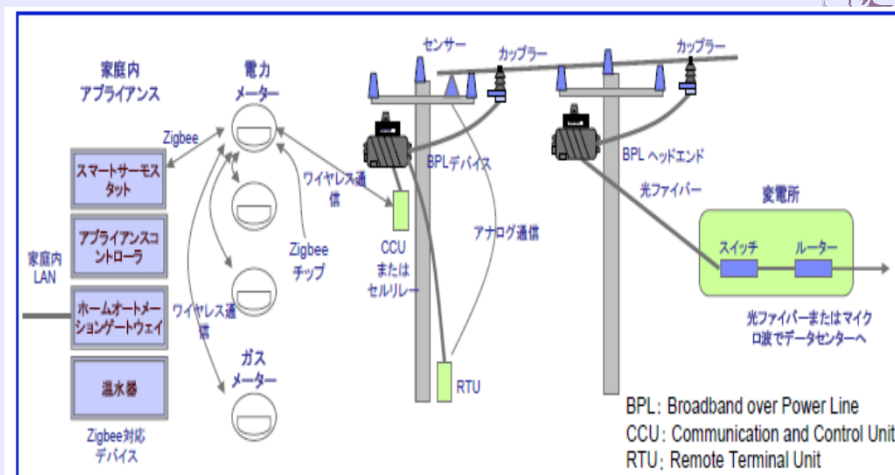 家庭内
アプライアンス
電力
メーター
センサー
カップラー
カップラー
Zigbee
スマートサーモス
タット
アプライアンスコ
ントローラ
家庭内
LAN
ホームオートメー
ションゲートウェイ
温水器
Zigbee対応
デバイス
ワイヤレス通
信
ワイヤレス通
信
Zigbee
チップ
ガス
メーター
BPLデバイス
CCU
または
セルリレー
アナログ通信
RTU
BPL ヘッドエンド
光ファイバー
変電所
スイッチ
ルーター
光ファイバーまたはマイク
ロ波でデータセンターへ
BPL: Broadband over Power Line
CCU: Communication and Control Unit
RTU: Remote Terminal Unit